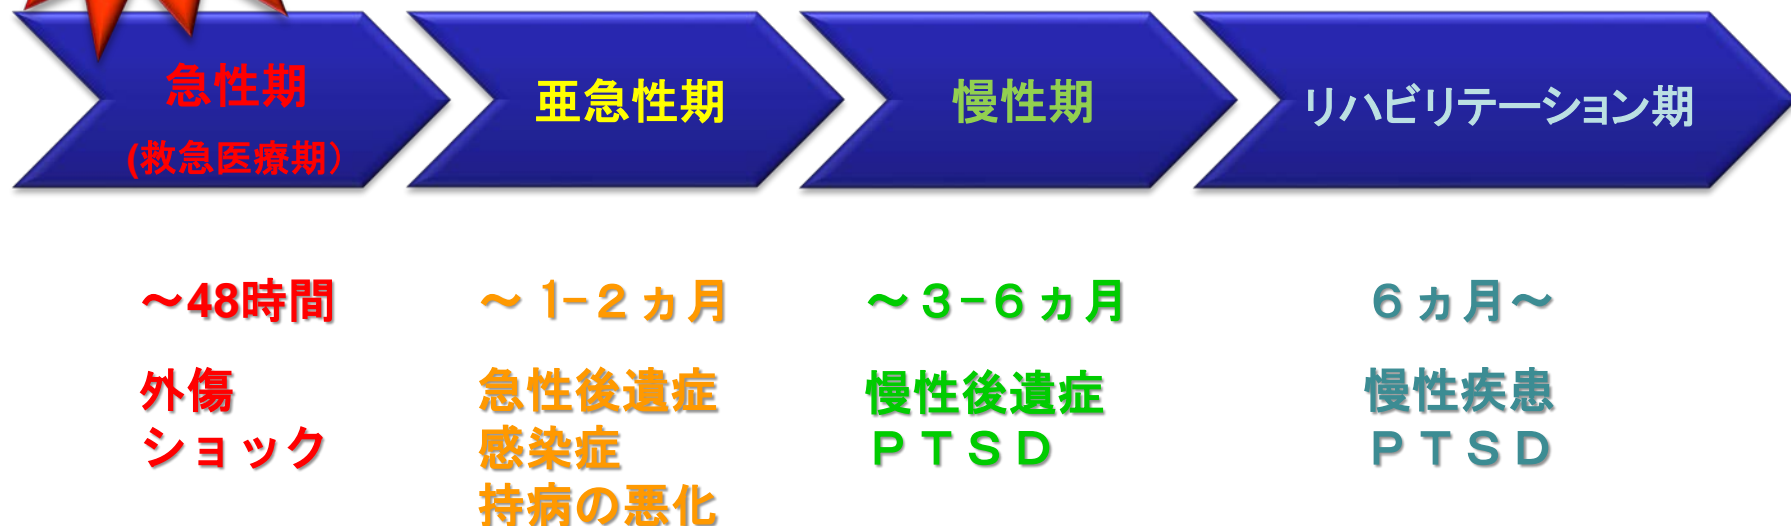 急性期
(救急医療期)
亜急性期
慢性期
リハビリテーション期
～48時間
～1-２ヵ月
～３-６ヵ月
６ヵ月～
外傷
ショック
急性後遺症
感染症
持病の悪化
慢性後遺症
ＰＴＳＤ
慢性疾患
ＰＴＳＤ